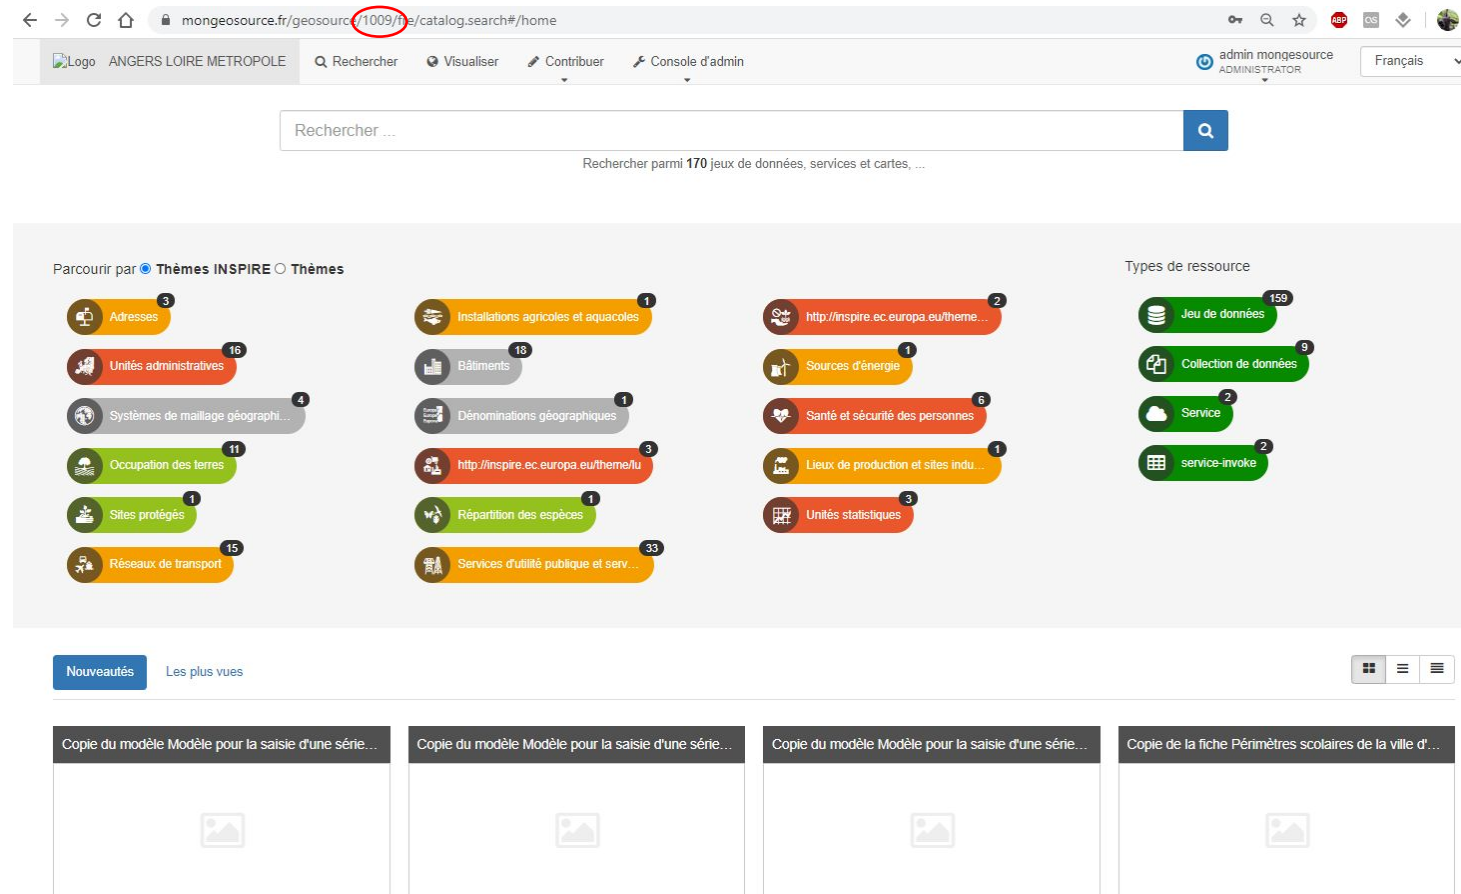 mongeosource.fr/geosource/1009/fre/catalog.search#/home
ABP
OS
Logo ANGERS LOIRE METROPOLE Rechercher Visualiser Contribuer Console d'admin
admin mongesource
ADMINISTRATOR
Français
Rechercher ...
Rechercher parmi 170 jeux de données, services et cartes, ...
Parcourir par Thèmes INSPIRE Thèmes
Types de ressource
Adresses 3
Installations agricoles et aquacoles 1
http://inspire.ec.europa.eu/theme... 2
Jeu de données 159
Unités administratives 16
Bâtiments 18
Sources d'énergie 1
Collection de données 9
Systèmes de maillage géographi... 4
Dénominations géographiques 1
Santé et sécurité des personnes 6
Service 2
Occupation des terres 11
http://inspire.ec.europa.eu/theme/lu 3
Lieux de production et sites indu... 1
service-invoke 2
Sites protégés 1
Répartition des espèces 1
Unités statistiques 3
Réseaux de transport 15
Services d'utilité publique et serv... 33
Nouveautés Les plus vues
Copie du modèle Modèle pour la saisie d'une série...
Copie du modèle Modèle pour la saisie d'une série...
Copie du modèle Modèle pour la saisie d'une série...
Copie de la fiche Périmètres scolaires de la ville d'...